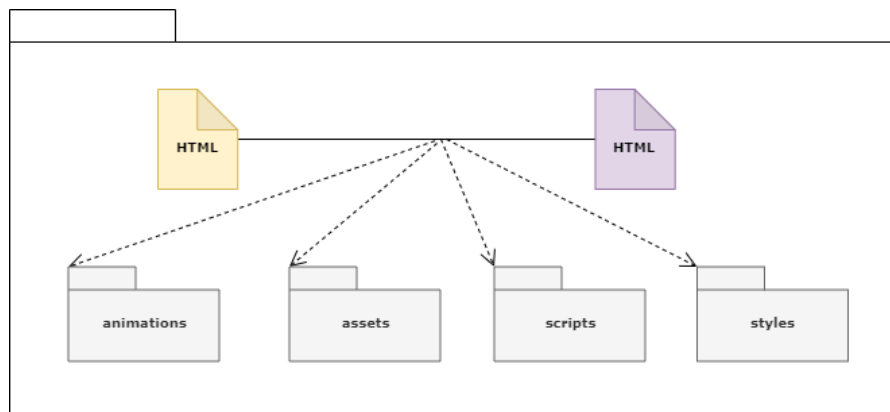 HTML
HTML
animations
assets
scripts
styles